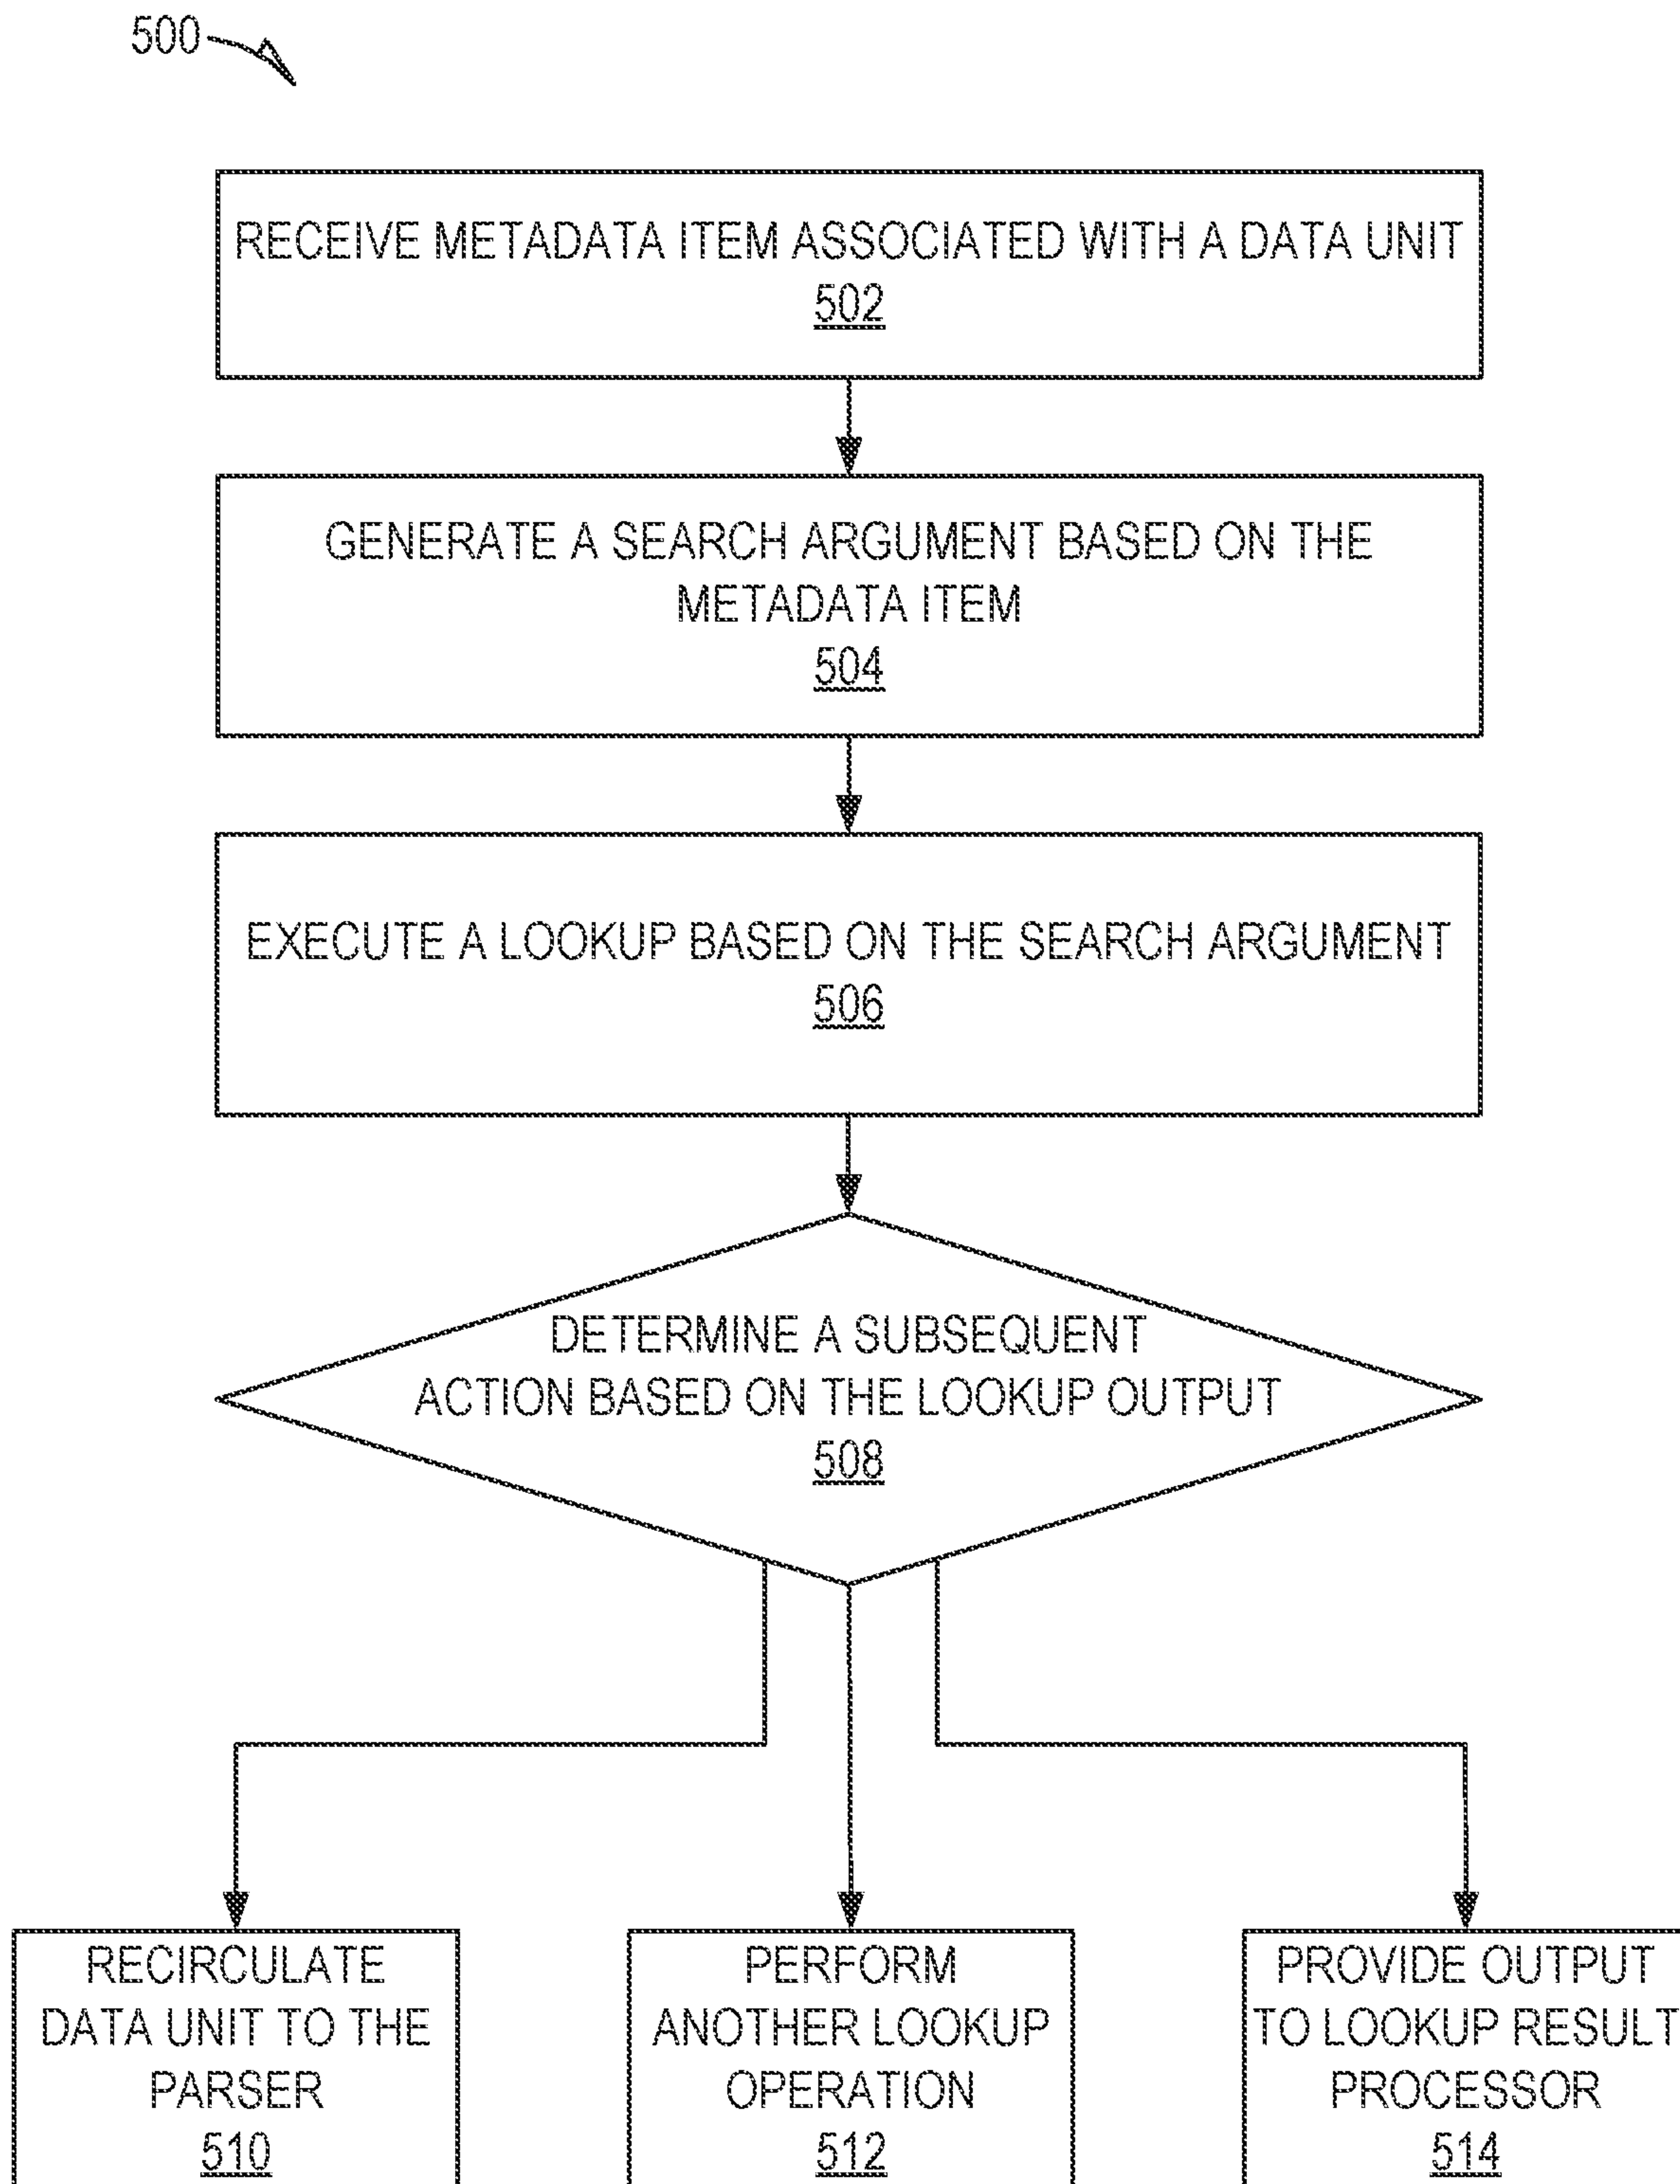 500
RECEIVE METADATA ITEM ASSOCIATED WITH A DATA UNIT
502
GENERATE A SEARCH ARGUMENT BASED ON THE
METADATA ITEM
504
EXECUTE A LOOKUP BASED ON THE SEARCH ARGUMENT
506
DETERMINE A SUBSEQUENT
ACTION BASED ON THE LOOKUP OUTPUT
508
RECIRCULATE
DATA UNIT TO THE
PARSER
510
PERFORM
ANOTHER LOOKUP
OPERATION
512
PROVIDE OUTPUT
TO LOOKUP RESULT
PROCESSOR
514